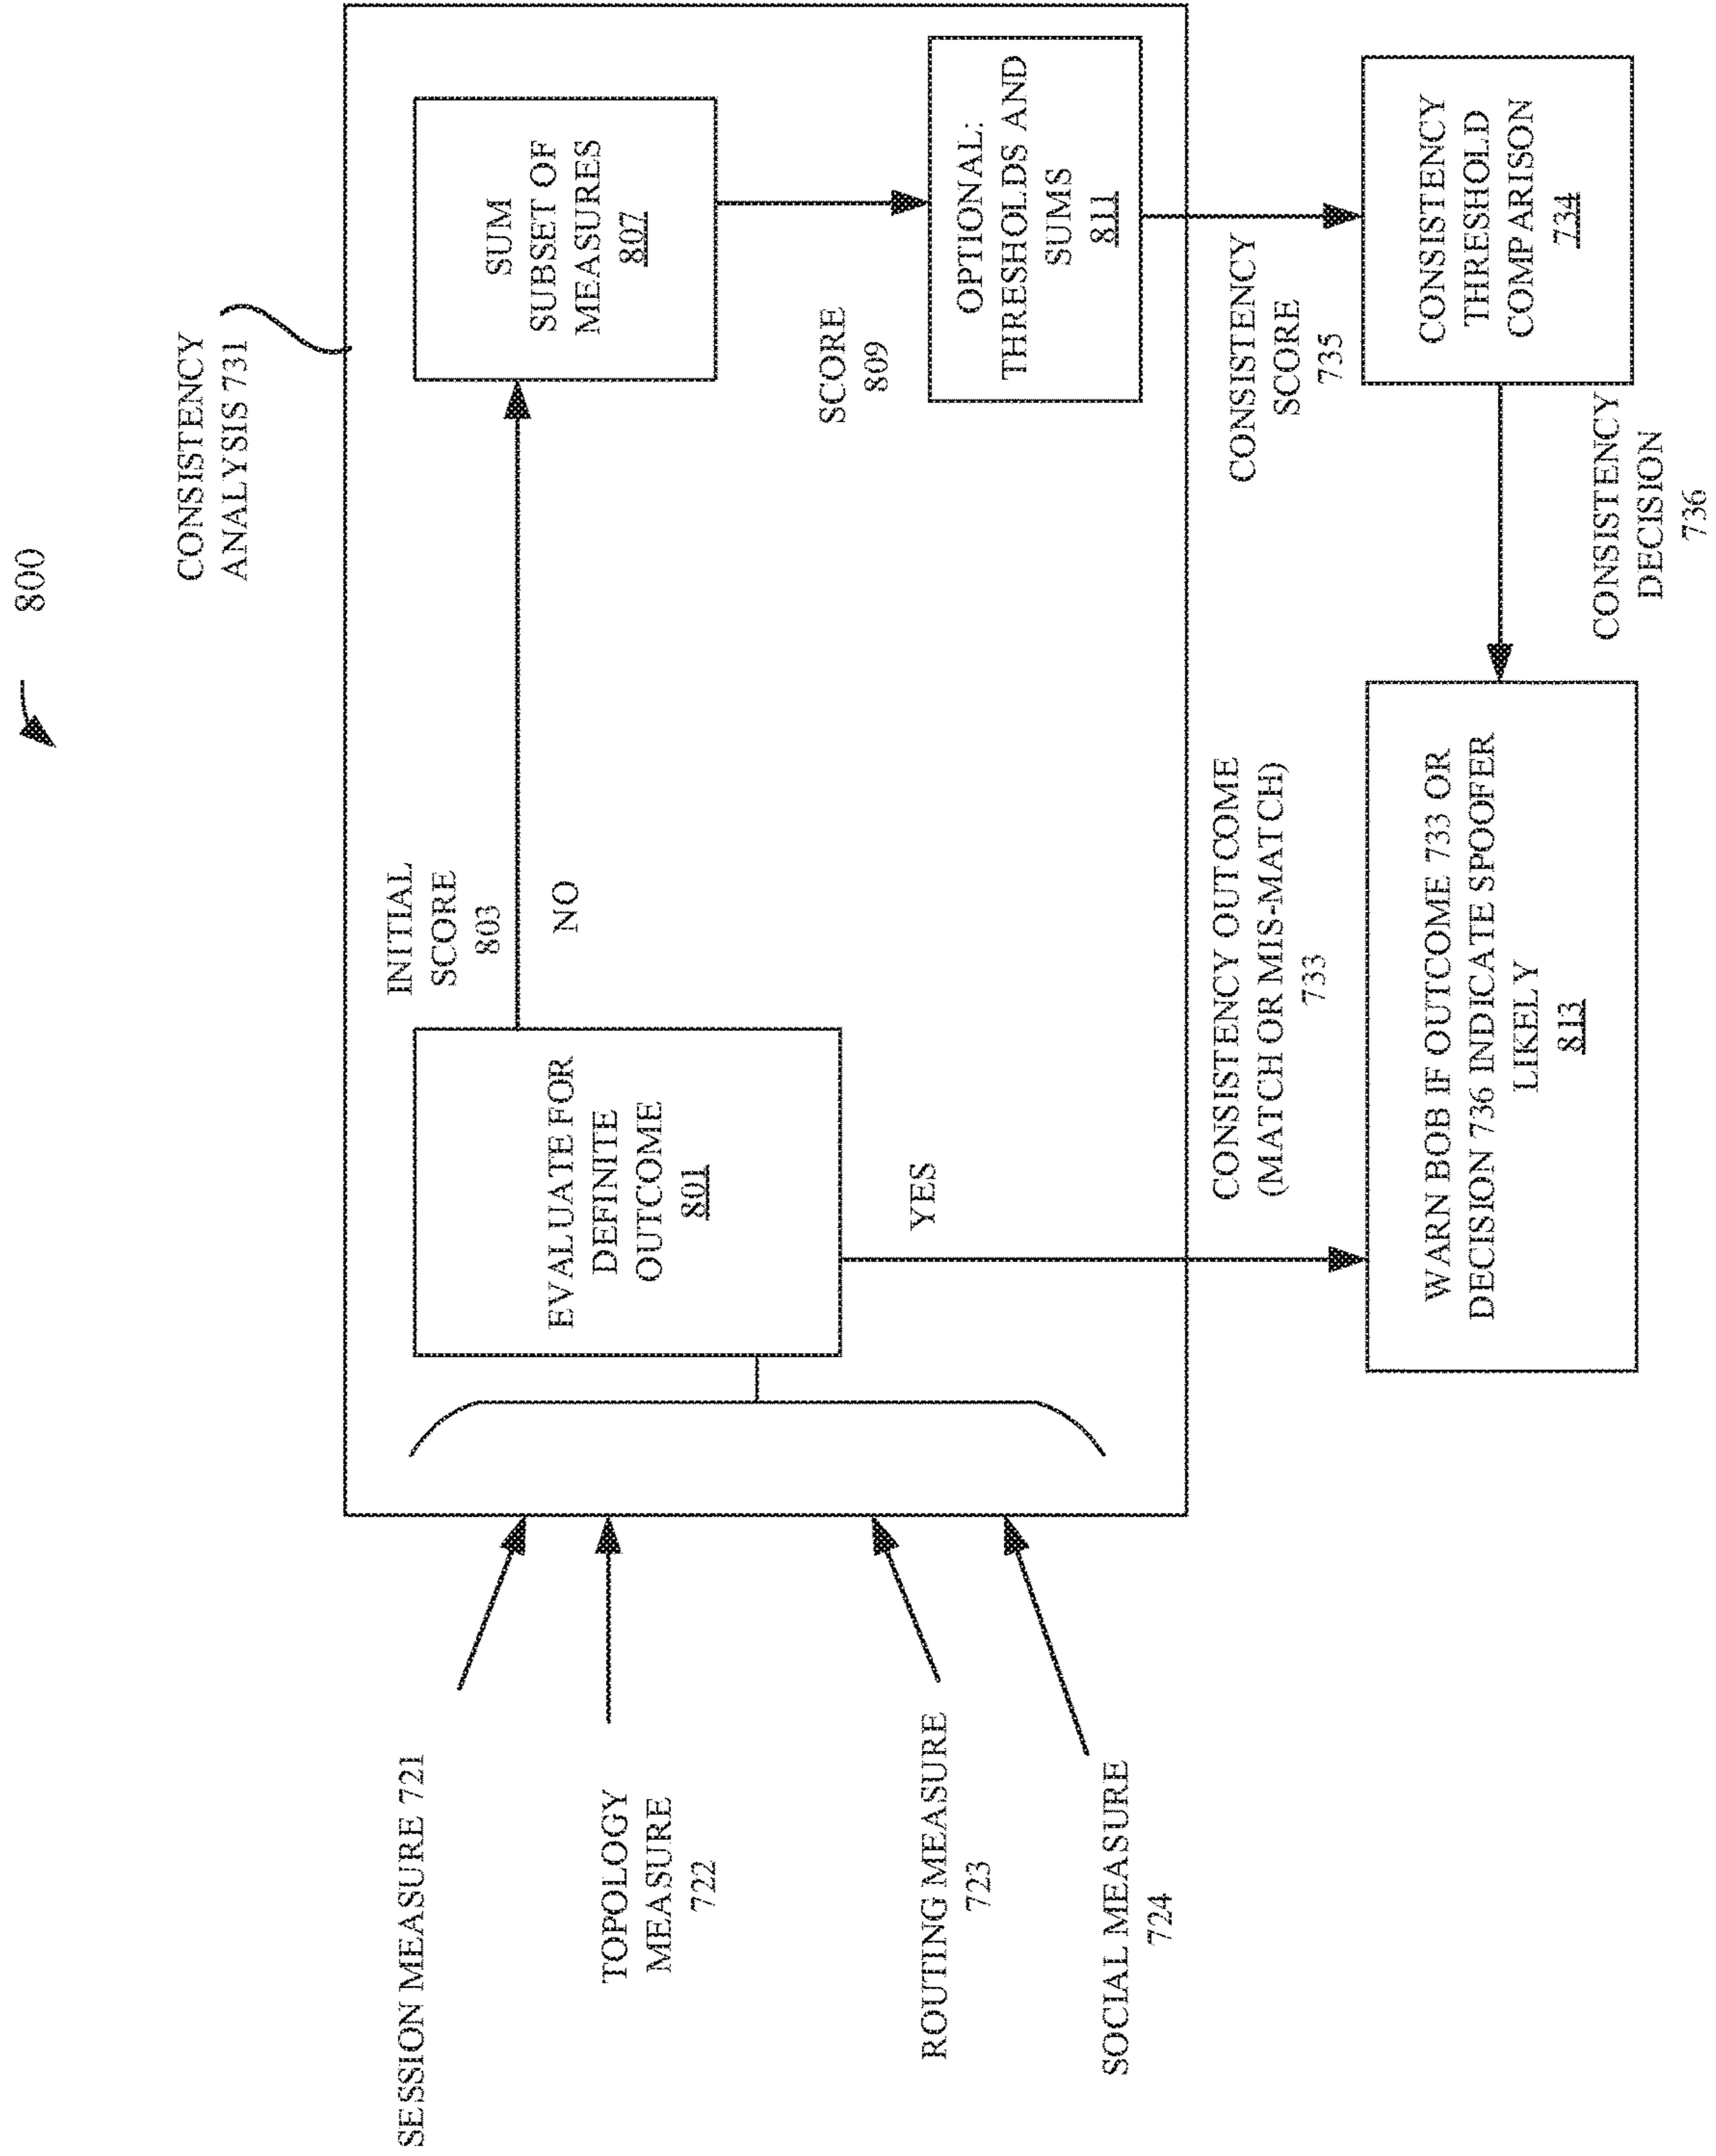 800
CONSISTENCY
ANALYSIS 731
SESSION MEASURE 721
TOPOLOGY
MEASURE
722
ROUTING MEASURE
723
SOCIAL MEASURE
724
EVALUATE FOR
DEFINITE
OUTCOME
801
INITIAL
SCORE
803
NO
SUM
SUBSET OF
MEASURES
807
SCORE
809
OPTIONAL:
THRESHOLDS AND
SUMS
811
YES
CONSISTENCY OUTCOME
(MATCH OR MIS-MATCH)
733
CONSISTENCY
SCORE
735
WARN BOB IF OUTCOME 733 OR
DECISION 736 INDICATE SPOOFER
LIKELY
813
CONSISTENCY
THRESHOLD
COMPARISON
734
CONSISTENCY
DECISION
736